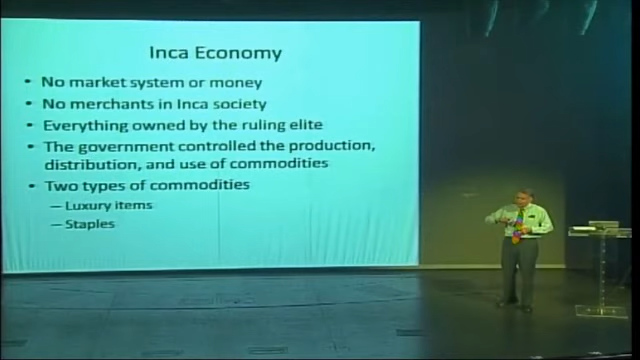 Inca Economy
• No market system or money
• No merchants in Inca society
• Everything owned by the ruling elite
• The government controlled the production,
distribution, and use of commodities
• Two types of commodities
– Luxury items
– Staples